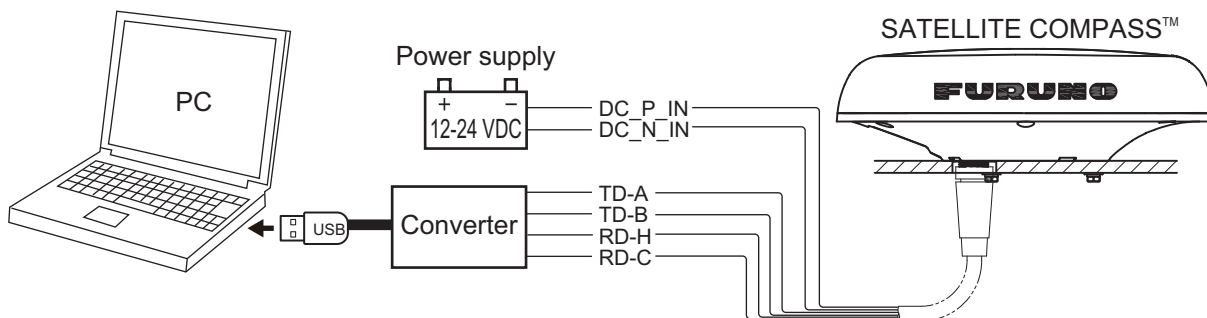 SATELLITE COMPASS™
FURUNO
PC
Power supply
+ −
12-24 VDC
DC_P_IN
DC_N_IN
USB
Converter
TD-A
TD-B
RD-H
RD-C